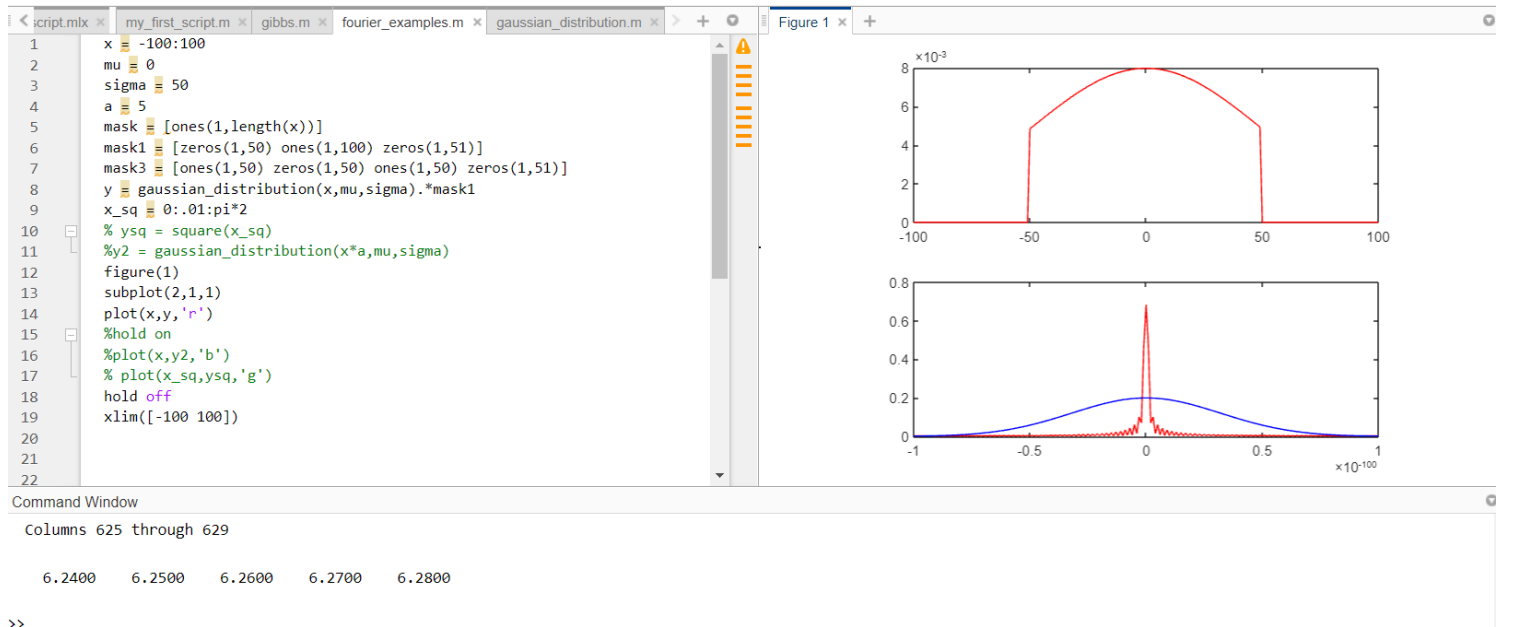 script.mlx × my_first_script.m × gibbs.m × fourier_examples.m × gaussian_distribution.m × +
1 x = -100:100
2 mu = 0
3 sigma = 50
4 a = 5
5 mask = [ones(1,length(x))]
6 mask1 = [zeros(1,50) ones(1,100) zeros(1,51)]
7 mask3 = [ones(1,50) zeros(1,50) ones(1,50) zeros(1,51)]
8 y = gaussian_distribution(x,mu,sigma).*mask1
9 x_sq = 0:.01:pi*2
10 % ysq = square(x_sq)
11 %y2 = gaussian_distribution(x*a,mu,sigma)
12 figure(1)
13 subplot(2,1,1)
14 plot(x,y,'r')
15 %hold on
16 %plot(x,y2,'b')
17 % plot(x_sq,ysq,'g')
18 hold off
19 xlim([-100 100])
20
21
22
Figure 1 × +
×10-3
8
6
4
2
0
-100 -50 0 50 100
0.8
0.6
0.4
0.2
0
-1 -0.5 0 0.5 1
×10-100
Command Window
Columns 625 through 629
6.2400 6.2500 6.2600 6.2700 6.2800
>>